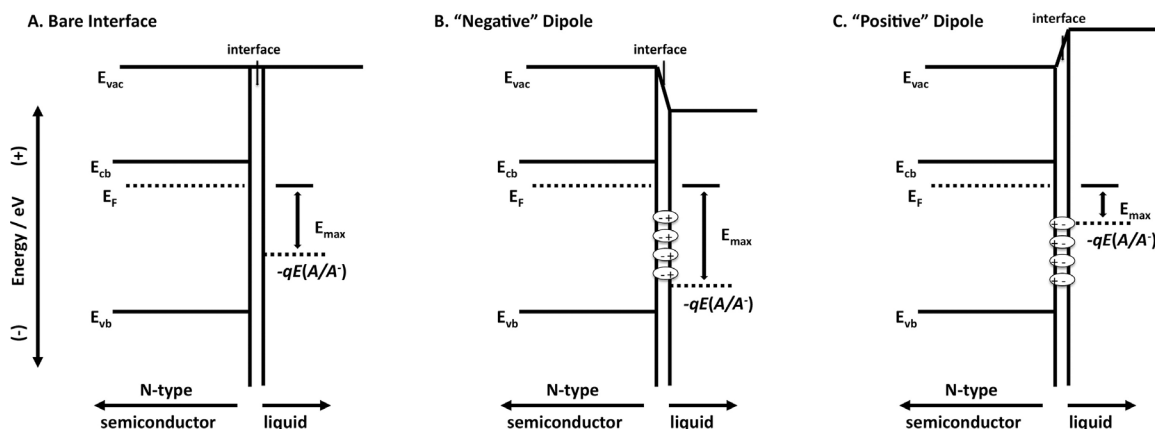 A. Bare Interface
interface
E_vac
E_cb
E_F
E_max
-qE(A/A⁻)
E_vb
N-type
semiconductor
liquid
Energy / eV
(+)
(-)
B. “Negative” Dipole
interface
E_vac
E_cb
E_F
- +
- +
- +
- +
E_max
-qE(A/A⁻)
E_vb
N-type
semiconductor
liquid
C. “Positive” Dipole
interface
E_vac
E_cb
E_F
+ -
+ -
+ -
+ -
E_max
-qE(A/A⁻)
E_vb
N-type
semiconductor
liquid